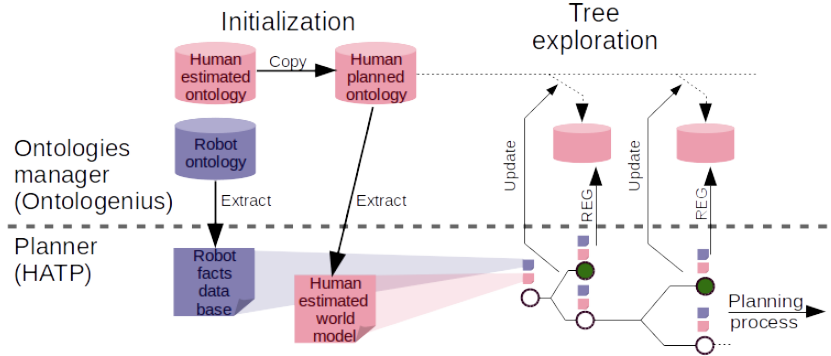 Initialization
Tree
exploration
Human
estimated
ontology
Copy
Human
planned
ontology
Robot
ontology
Ontologies
manager
(Ontologenius)
Extract
Extract
Update
REG
Update
REG
Planner
(HATP)
Robot
facts
data
base
Human
estimated
world
model
Planning
process